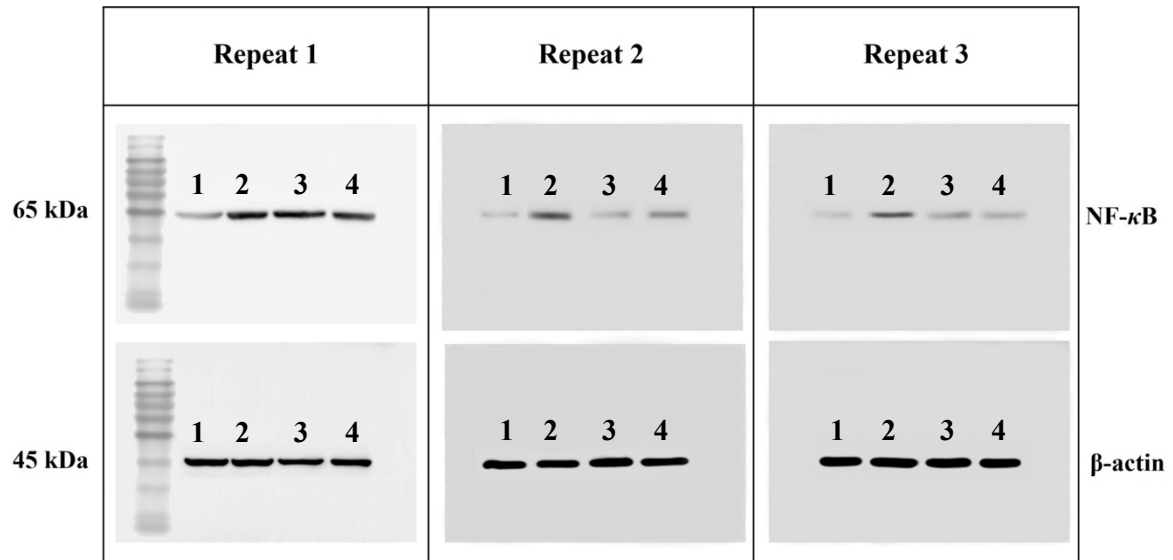 Repeat 1 Repeat 2 Repeat 3
1 2 3 4 1 2 3 4 1 2 3 4
65 kDa NF-κB
1 2 3 4 1 2 3 4 1 2 3 4
45 kDa β-actin